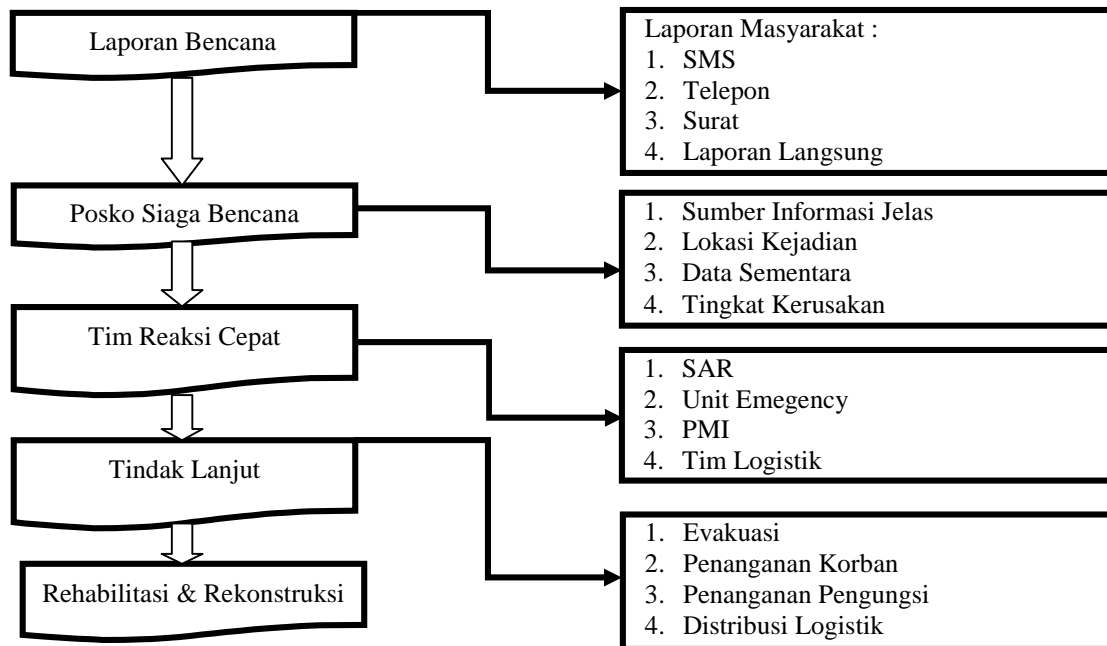 Laporan Bencana
Laporan Masyarakat :
1. SMS
2. Telepon
3. Surat
4. Laporan Langsung
Posko Siaga Bencana
1. Sumber Informasi Jelas
2. Lokasi Kejadian
3. Data Sementara
4. Tingkat Kerusakan
Tim Reaksi Cepat
1. SAR
2. Unit Emegency
3. PMI
4. Tim Logistik
Tindak Lanjut
1. Evakuasi
2. Penanganan Korban
3. Penanganan Pengungsi
4. Distribusi Logistik
Rehabilitasi & Rekonstruksi